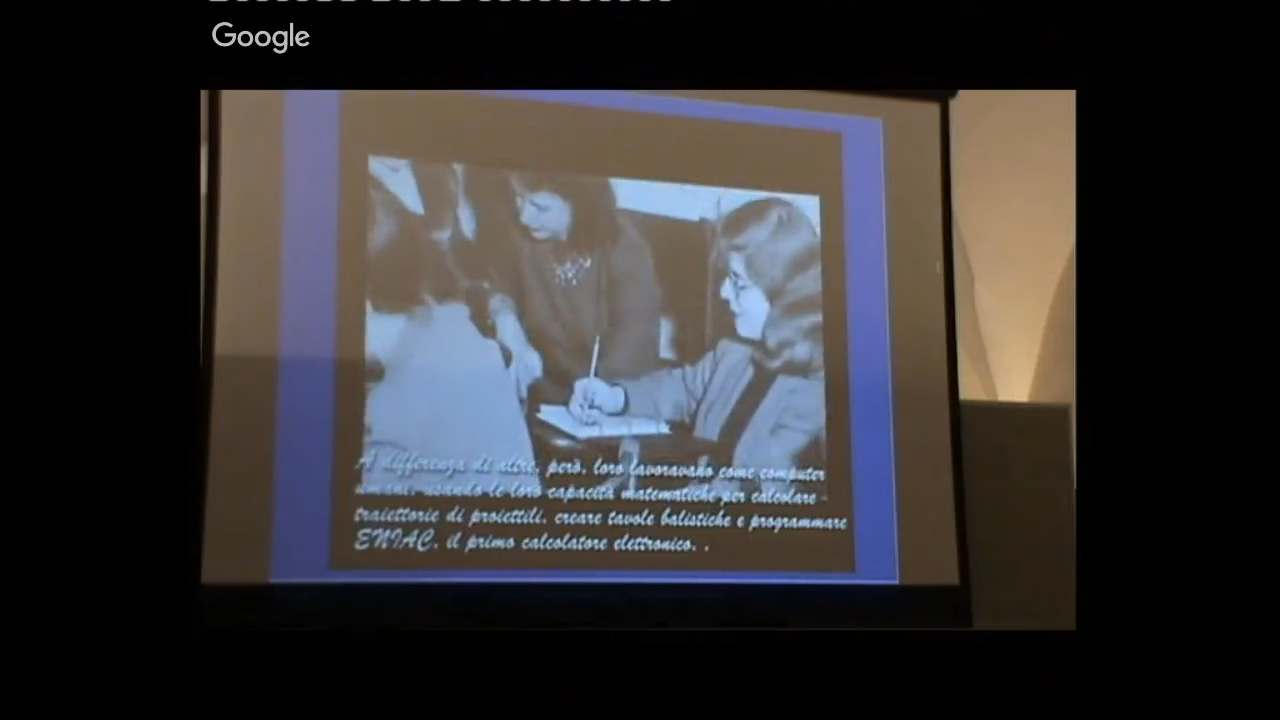 Google
A differenza di altre, però, loro lavoravano come computer
umani, usando le loro capacità matematiche per calcolare
traiettorie di proiettili, creare tavole balistiche e programmare
ENIAC, il primo calcolatore elettronico. .